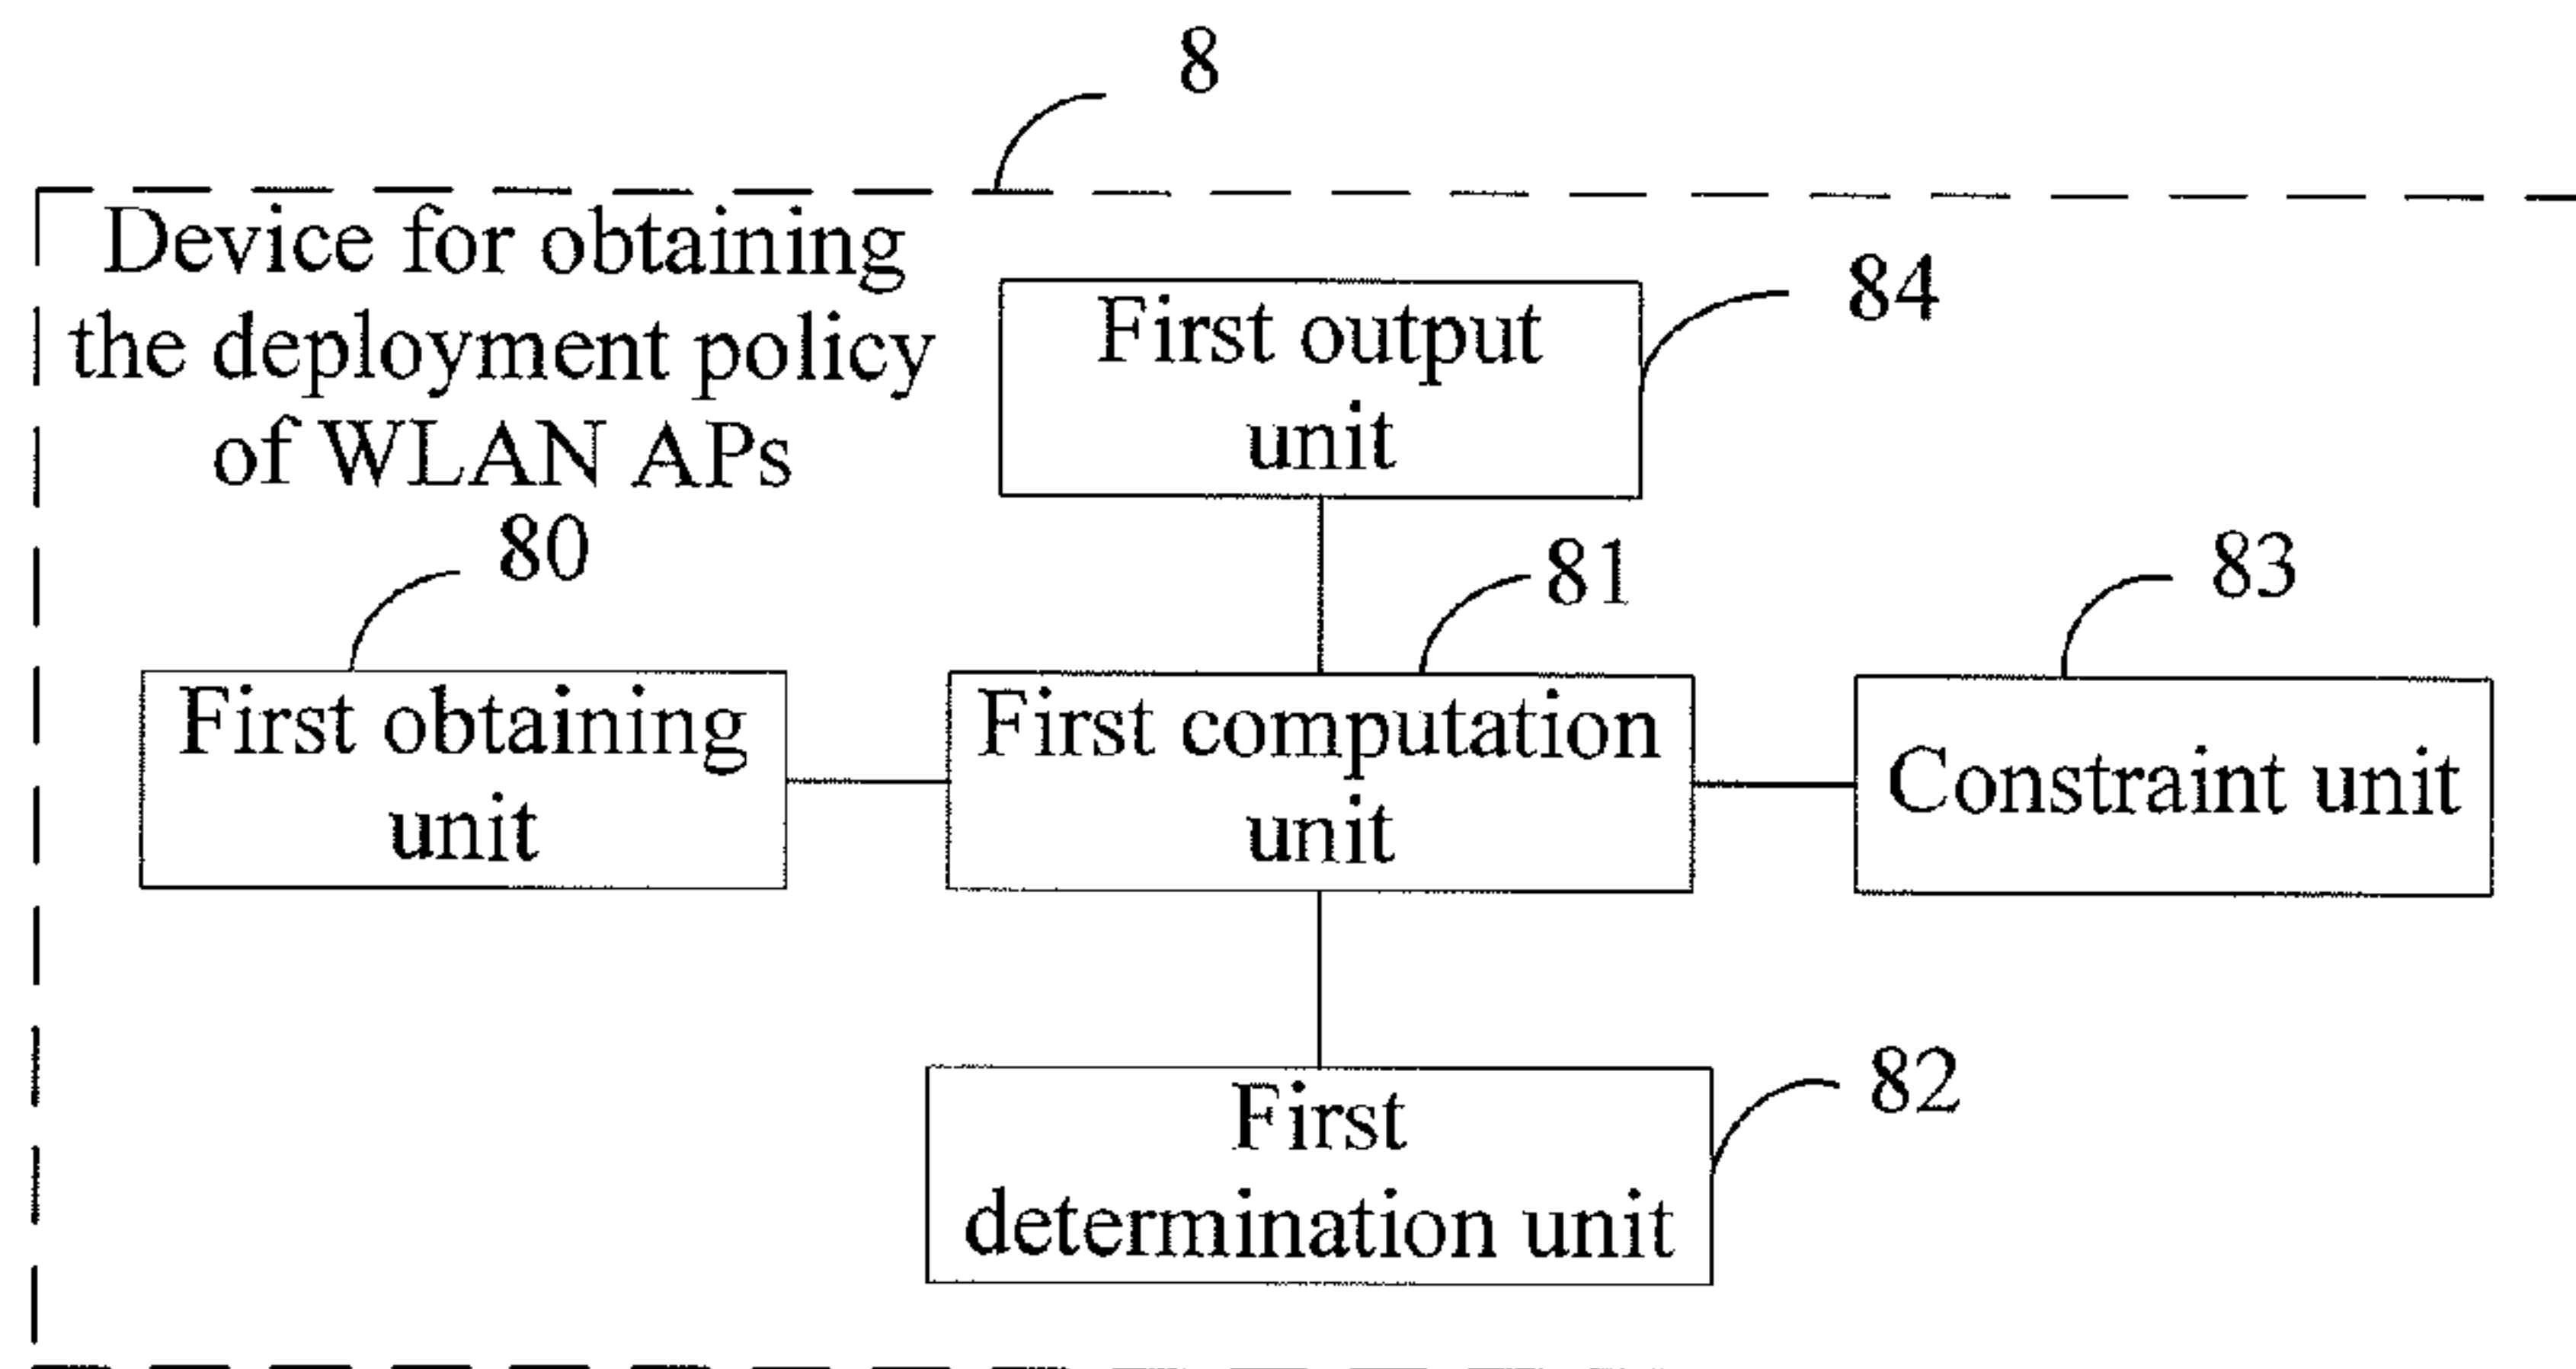 8
Device for obtaining
the deployment policy
of WLAN APs
84
First output
unit
80
81
83
First obtaining
unit
First computation
unit
Constraint unit
82
First
determination unit